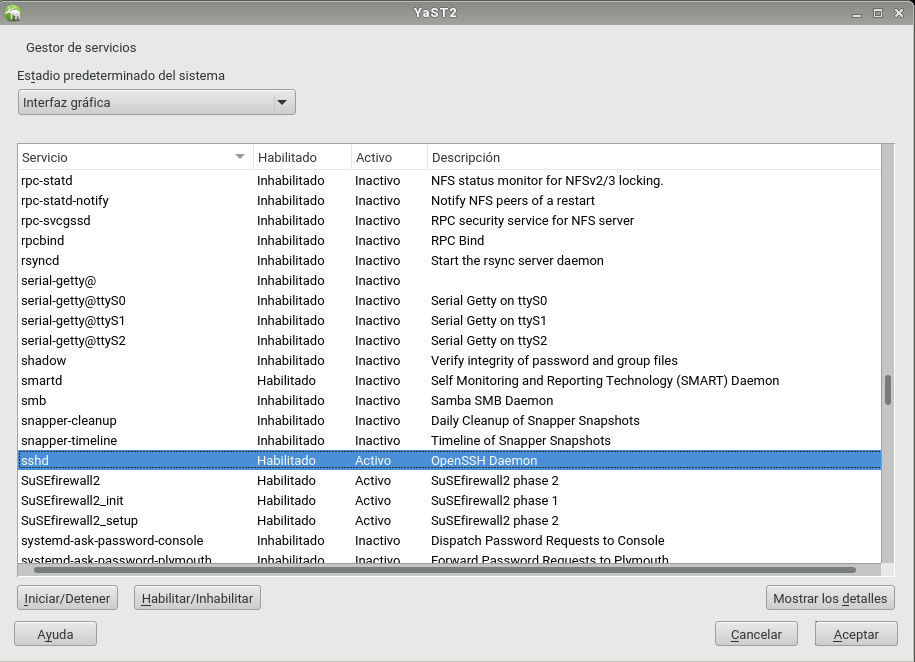 YaST2
Gestor de servicios
Estadio predeterminado del sistema
Interfaz gráfica
Servicio Habilitado Activo Descripción
rpc-statd Inhabilitado Inactivo NFS status monitor for NFSv2/3 locking.
rpc-statd-notify Inhabilitado Inactivo Notify NFS peers of a restart
rpc-svcgssd Inhabilitado Inactivo RPC security service for NFS server
rpcbind Inhabilitado Inactivo RPC Bind
rsyncd Inhabilitado Inactivo Start the rsync server daemon
serial-getty@ Inhabilitado Inactivo
serial-getty@ttyS0 Inhabilitado Inactivo Serial Getty on ttyS0
serial-getty@ttyS1 Inhabilitado Inactivo Serial Getty on ttyS1
serial-getty@ttyS2 Inhabilitado Inactivo Serial Getty on ttyS2
shadow Inhabilitado Inactivo Verify integrity of password and group files
smartd Habilitado Inactivo Self Monitoring and Reporting Technology (SMART) Daemon
smb Inhabilitado Inactivo Samba SMB Daemon
snapper-cleanup Inhabilitado Inactivo Daily Cleanup of Snapper Snapshots
snapper-timeline Inhabilitado Inactivo Timeline of Snapper Snapshots
sshd Habilitado Activo OpenSSH Daemon
SuSEfirewall2 Habilitado Activo SuSEfirewall2 phase 2
SuSEfirewall2_init Habilitado Activo SuSEfirewall2 phase 1
SuSEfirewall2_setup Habilitado Activo SuSEfirewall2 phase 2
systemd-ask-password-console Inhabilitado Inactivo Dispatch Password Requests to Console
systemd-ask-password-plymouth Inhabilitado Inactivo Forward Password Requests to Plymouth
Iniciar/Detener Habilitar/Inhabilitar Mostrar los detalles
Ayuda Cancelar Aceptar